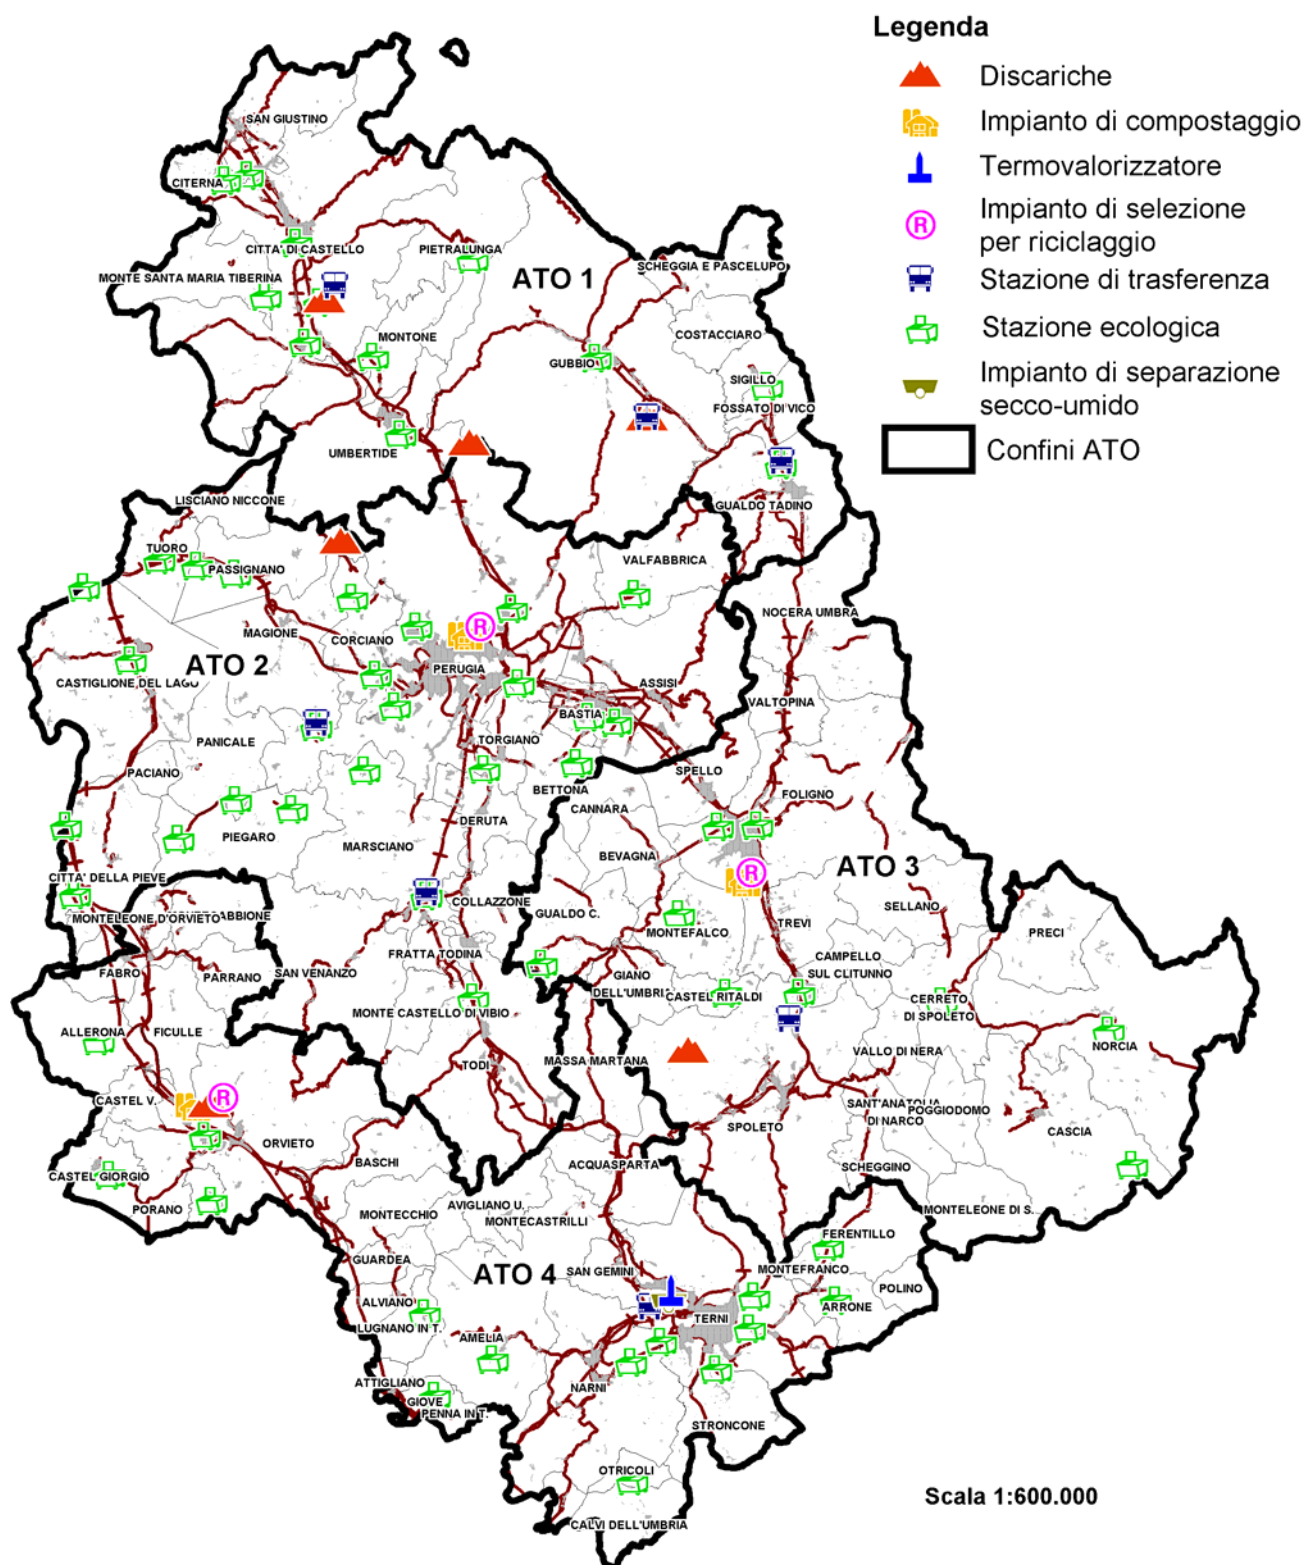 Legenda
Discariche
Impianto di compostaggio
Termovalorizzatore
Impianto di selezione
per riciclaggio
Stazione di trasferenza
Stazione ecologica
Impianto di separazione
secco-umido
Confini ATO
SAN GIUSTINO
CITERNA
CITTA' DI CASTELLO
PIETRALUNGA
MONTE SANTA MARIA TIBERINA
ATO 1
SCHEGGIA E PASCELUPO
COSTACCIARO
MONTONE
GUBBIO
SIGILLO
FOSSATO DI VICO
UMBERTIDE
LISCIANO NICCONE
GUALDO TADINO
TUORO
PASSIGNANO
VALFABBRICA
NOCERA UMBRA
MAGIONE
CORCIANO
R
ATO 2
PERUGIA
CASTIGLIONE DEL LAGO
ASSISI
VALTOPINA
BASTIA
PANICALE
TORGIANO
PACIANO
SPELLO
BETTONA
FOLIGNO
CANNARA
DERUTA
PIEGARO
MARSCIANO
BEVAGNA
ATO 3
R
CITTA' DELLA PIEVE
COLLAZZONE
SELLANO
MONTELEONE D'ORVIETO
GUALDO C.
MONTEFALCO
TREVI
PRECI
FRATTA TODINA
CAMPELLO
SUL CLITUNNO
FABRO
PARRANO
SAN VENANZO
GIANO
DELL'UMBRIA
CASTEL RITALDI
CERRETO
DI SPOLETO
MONTE CASTELLO DI VIBIO
ALLERONA
FICULLE
NORCIA
VALLO DI NERA
MASSA MARTANA
TODI
CASTEL V.
R
SANT'ANATOLIA
DI NARCO
POGGIODOMO
SPOLETO
CASCIA
ORVIETO
BASCHI
ACQUASPARTA
SCHEGGINO
CASTEL GIORGIO
PORANO
AVIGLIANO U.
MONTECCHIO
MONTECASTRILLI
MONTELEONE DI S.
FERENTILLO
GUARDEA
ATO 4
SAN GEMINI
MONTEFRANCO
POLINO
ALVIANO
ARRONE
TERNI
LUGNANO IN T.
AMELIA
ATTIGLIANO
NARNI
GIOVE
PENNA IN T.
STRONCONE
OTRICOLI
Scala 1:600.000
CALVI DELL'UMBRIA